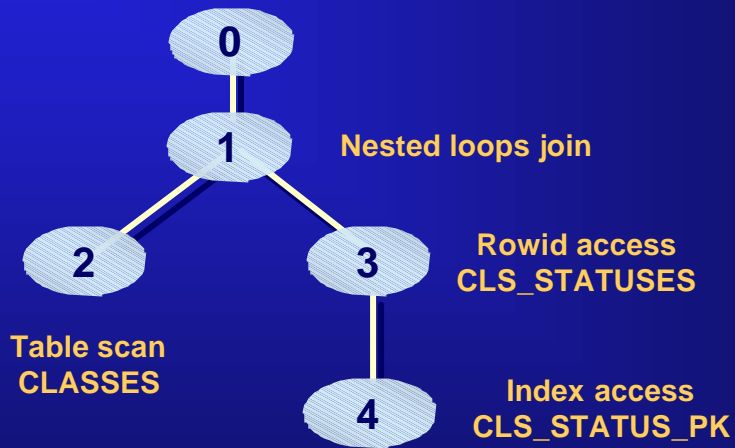 0
1
Nested loops join
2
3
Rowid access
CLS_STATUSES
Table scan
CLASSES
4
Index access
CLS_STATUS_PK